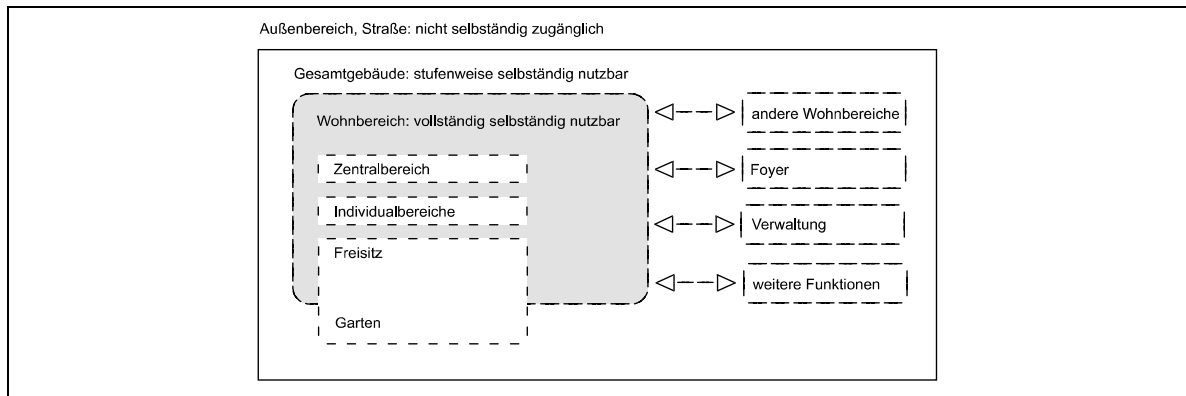 Außenbereich, Straße: nicht selbständig zugänglich
Gesamtgebäude: stufenweise selbständig nutzbar
Wohnbereich: vollständig selbständig nutzbar
Zentralbereich
Individualbereiche
Freisitz
Garten
andere Wohnbereiche
Foyer
Verwaltung
weitere Funktionen